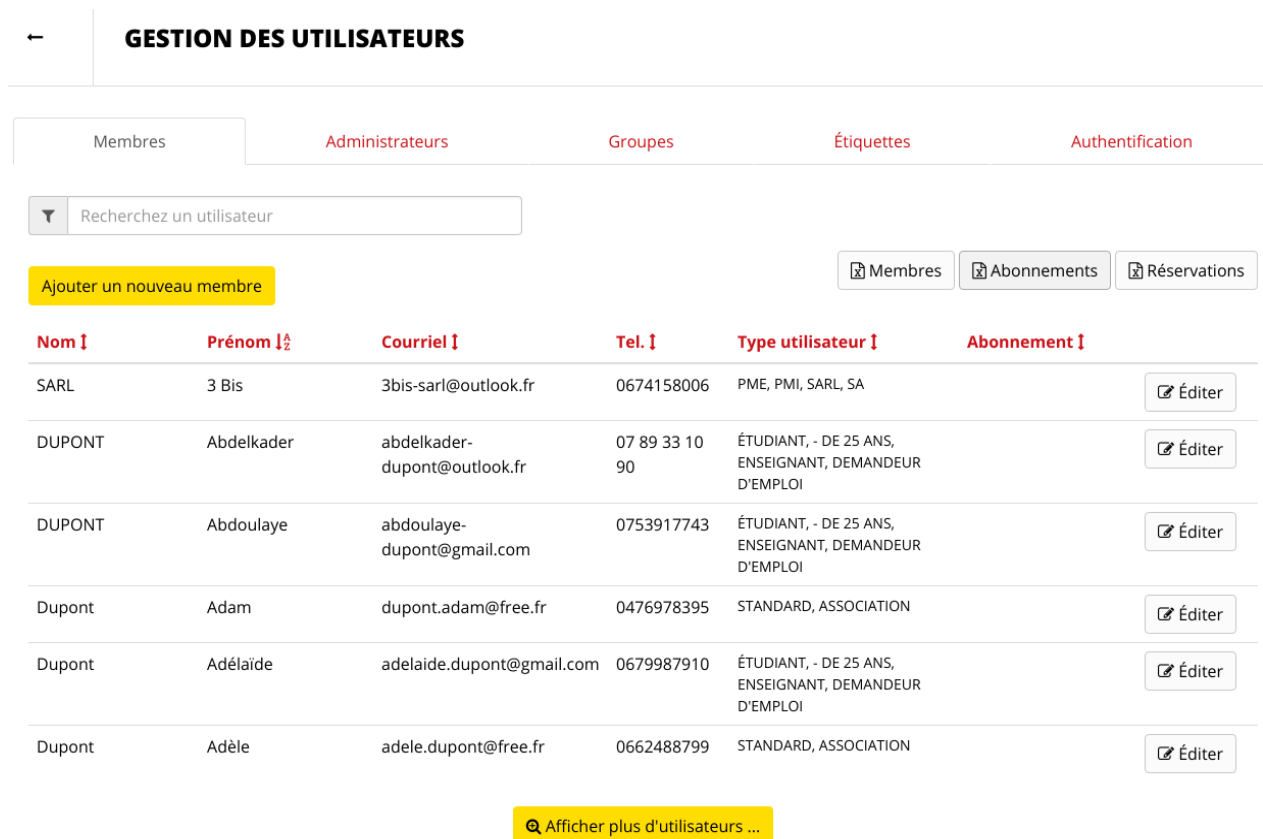 GESTION DES UTILISATEURS
Membres Administrateurs Groupes Étiquettes Authentification
Recherchez un utilisateur
Membres Abonnements Réservations
Ajouter un nouveau membre
Nom Prénom Courriel Tel. Type utilisateur Abonnement
SARL 3 Bis 3bis-sarl@outlook.fr 0674158006 PME, PMI, SARL, SA Éditer
DUPONT Abdelkader abdelkader- 07 89 33 10 ÉTUDIANT, - DE 25 ANS, Éditer
dupont@outlook.fr 90 ENSEIGNANT, DEMANDEUR
D'EMPLOI
DUPONT Abdoulaye abdoulaye- 0753917743 ÉTUDIANT, - DE 25 ANS, Éditer
dupont@gmail.com ENSEIGNANT, DEMANDEUR
D'EMPLOI
Dupont Adam dupont.adam@free.fr 0476978395 STANDARD, ASSOCIATION Éditer
Dupont Adélaïde adelaide.dupont@gmail.com 0679987910 ÉTUDIANT, - DE 25 ANS, Éditer
ENSEIGNANT, DEMANDEUR
D'EMPLOI
Dupont Adèle adele.dupont@free.fr 0662488799 STANDARD, ASSOCIATION Éditer
Afficher plus d'utilisateurs ...